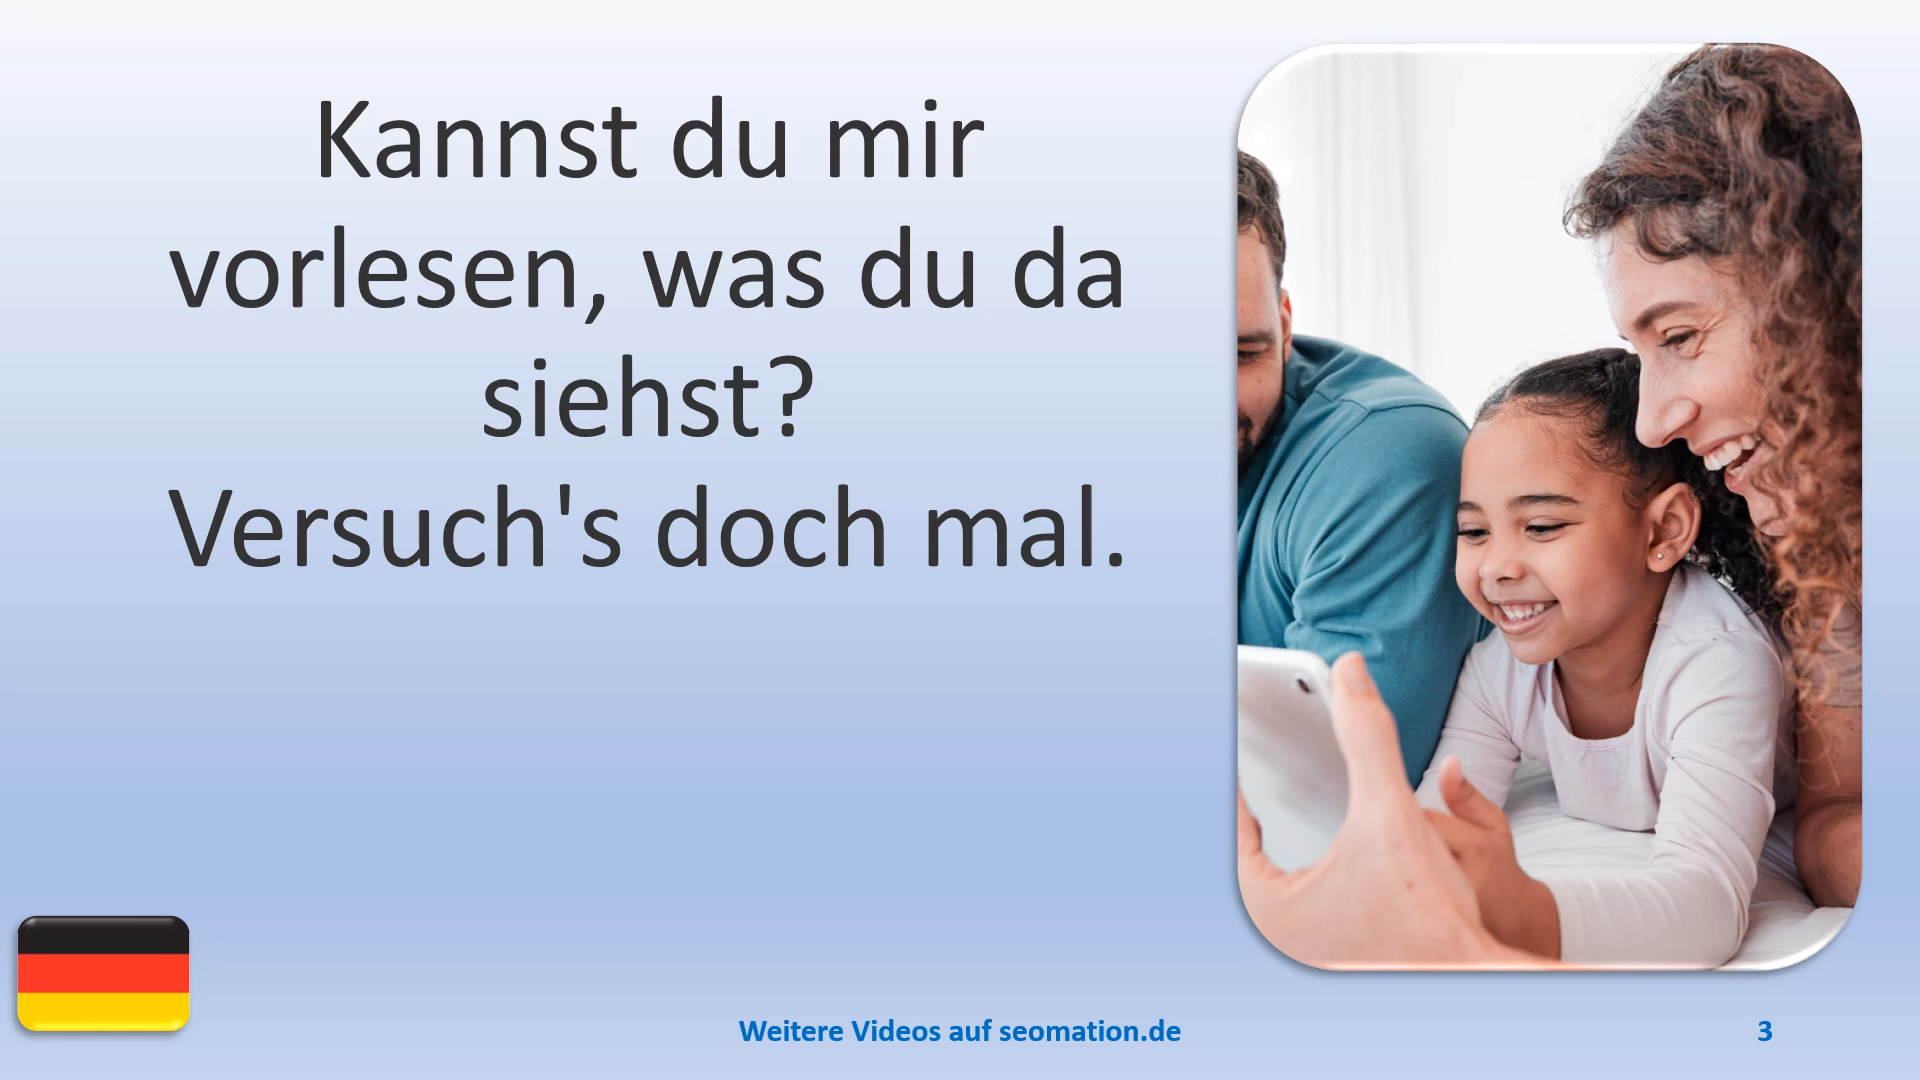 Kannst du mir
vorlesen, was du da
siehst?
Versuch's doch mal.
Weitere Videos auf seomation.de
3